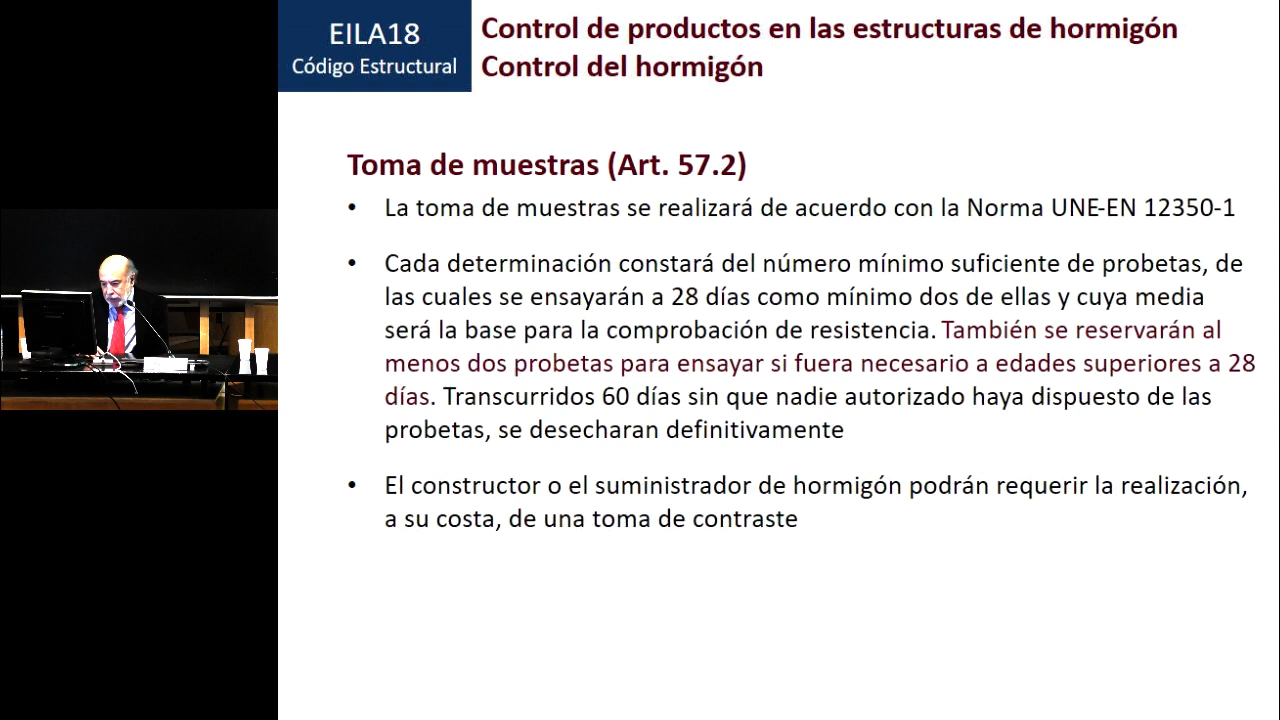 EILA18
Código Estructural
Control de productos en las estructuras de hormigón
Control del hormigón
Toma de muestras (Art. 57.2)
• La toma de muestras se realizará de acuerdo con la Norma UNE-EN 12350-1
• Cada determinación constará del número mínimo suficiente de probetas, de
las cuales se ensayarán a 28 días como mínimo dos de ellas y cuya media
será la base para la comprobación de resistencia. También se reservarán al
menos dos probetas para ensayar si fuera necesario a edades superiores a 28
días. Transcurridos 60 días sin que nadie autorizado haya dispuesto de las
probetas, se desecharan definitivamente
• El constructor o el suministrador de hormigón podrán requerir la realización,
a su costa, de una toma de contraste